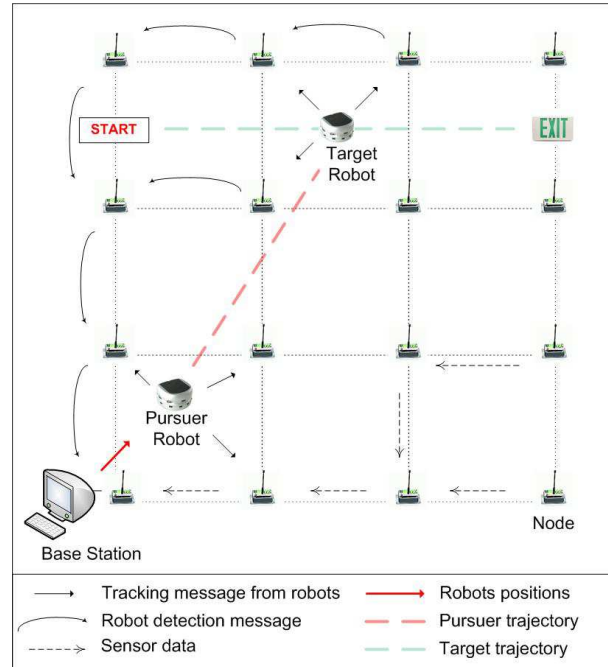 START
EXIT
Target
Robot
Pursuer
Robot
Base Station
Node
Tracking message from robots
Robots positions
Robot detection message
Pursuer trajectory
Sensor data
Target trajectory